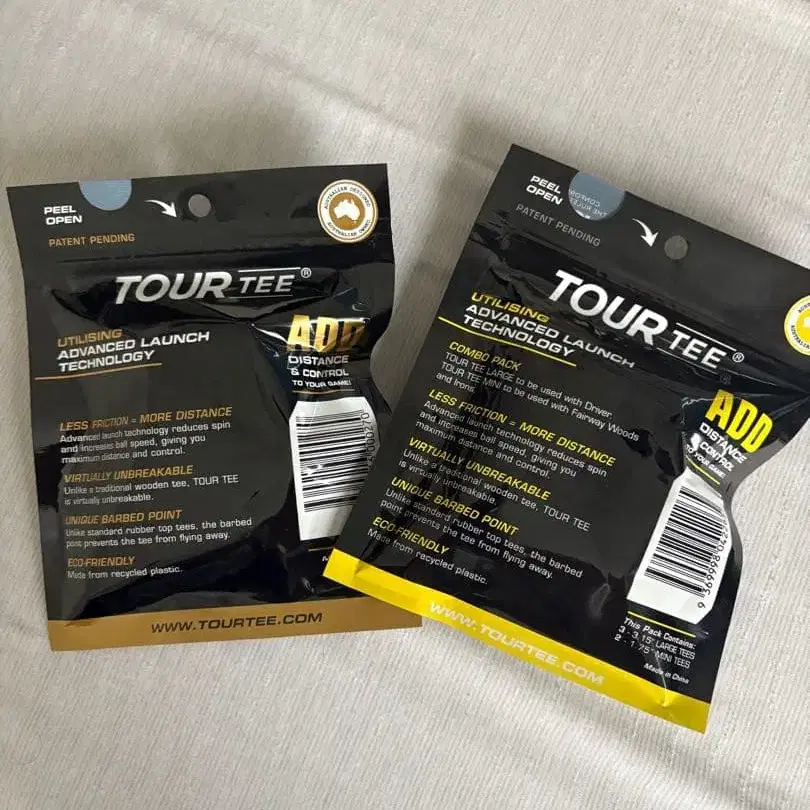 PEEL
OPEN
PATENT PENDING
AUSTRALIAN DESIGNED
AUSTRALIAN OWNED
TOUR TEE®
UTILISING
ADVANCED LAUNCH
TECHNOLOGY
ADD
DISTANCE
& CONTROL
TO YOUR GAME!
LESS FRICTION = MORE DISTANCE
Advanced launch technology reduces spin
and increases ball speed, giving you
maximum distance and control.
VIRTUALLY UNBREAKABLE
Unlike a traditional wooden tee, TOUR TEE
is virtually unbreakable.
UNIQUE BARBED POINT
Unlike standard rubber top tees, the barbed
point prevents the tee from flying away.
ECO-FRIENDLY
Made from recycled plastic.
WWW.TOURTEE.COM
PEEL
OPEN
PATENT PENDING
TOUR TEE®
UTILISING
ADVANCED LAUNCH
TECHNOLOGY
COMBO PACK
TOUR TEE LARGE to be used with Driver
TOUR TEE MINI to be used with Fairway Woods
and Irons
ADD
DISTANCE
& CONTROL
TO YOUR GAME!
LESS FRICTION = MORE DISTANCE
Advanced launch technology reduces spin
and increases ball speed, giving you
maximum distance and control.
VIRTUALLY UNBREAKABLE
Unlike a traditional wooden tee, TOUR TEE
is virtually unbreakable
UNIQUE BARBED POINT
Unlike standard rubber top tees, the barbed
point prevents the tee from flying away.
ECO-FRIENDLY
Made from recycled plastic.
This Pack Contains:
3 - 3.15" LARGE TEES
2 - 1.75" MINI TEES
Made in China
WWW.TOURTEE.COM